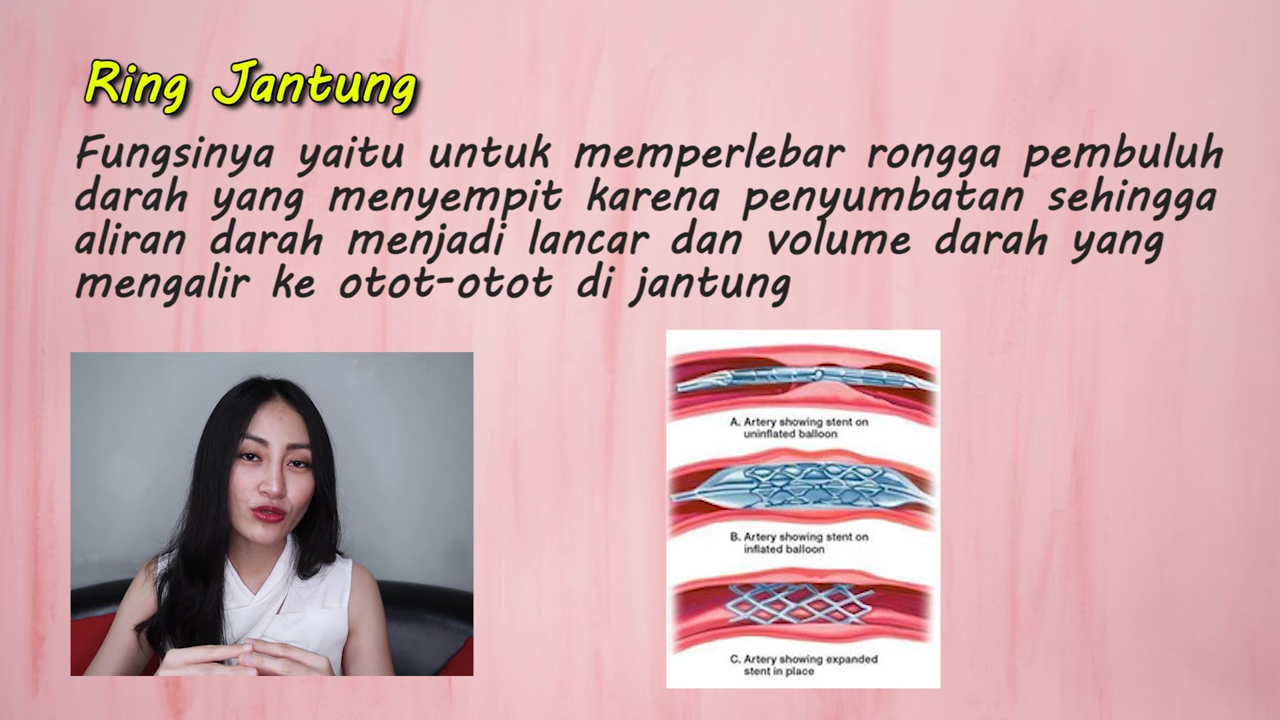 Ring Jantung
Fungsinya yaitu untuk memperlebar rongga pembuluh
darah yang menyempit karena penyumbatan sehingga
aliran darah menjadi lancar dan volume darah yang
mengalir ke otot-otot di jantung
A. Artery showing stent on
uninflated balloon
B. Artery showing stent on
inflated balloon
C. Artery showing expanded
stent in place